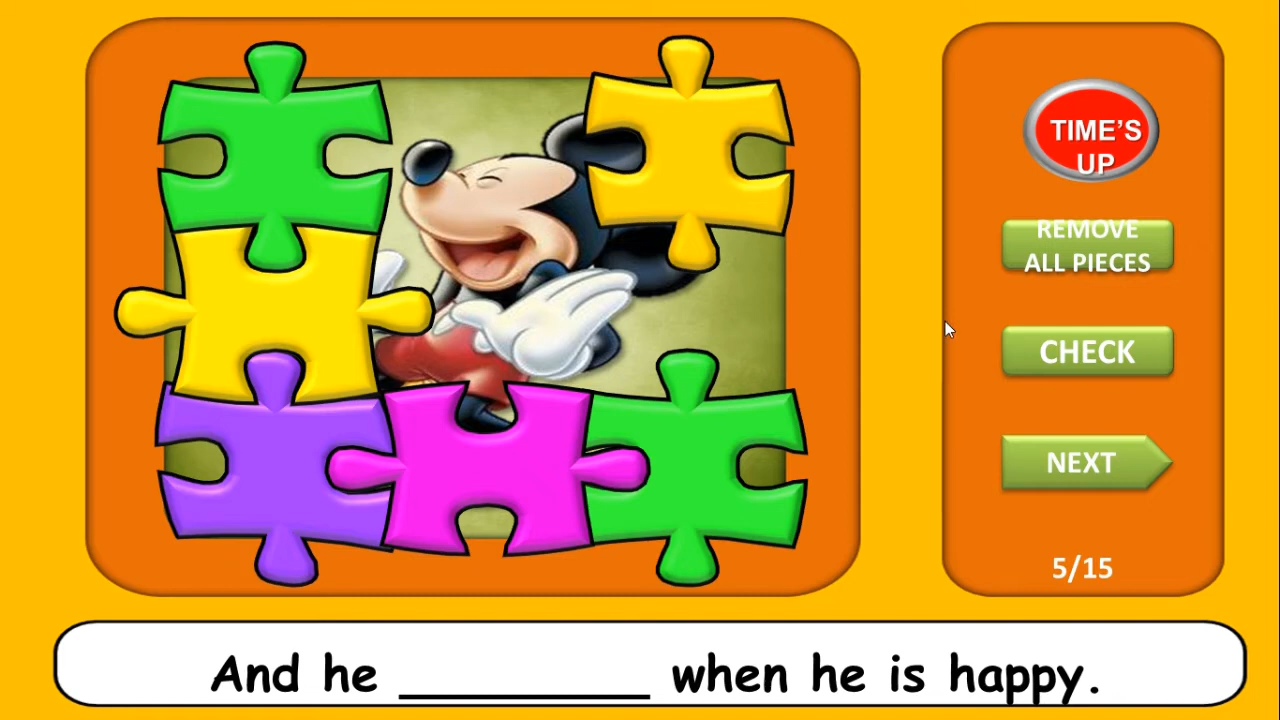 TIME'S
UP
REMOVE
ALL PIECES
CHECK
NEXT
5/15
And he _________ when he is happy.